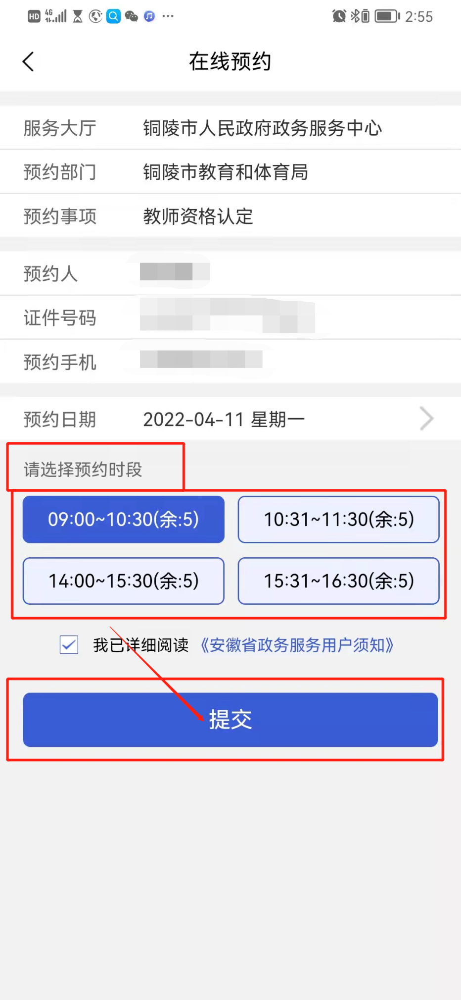 HD 4G 2:55
在线预约
服务大厅 铜陵市人民政府政务服务中心
预约部门 铜陵市教育和体育局
预约事项 教师资格认定
预约人
证件号码
预约手机
预约日期 2022-04-11 星期一
请选择预约时段
09:00~10:30(余:5) 10:31~11:30(余:5)
14:00~15:30(余:5) 15:31~16:30(余:5)
我已详细阅读 《安徽省政务服务用户须知》
提交